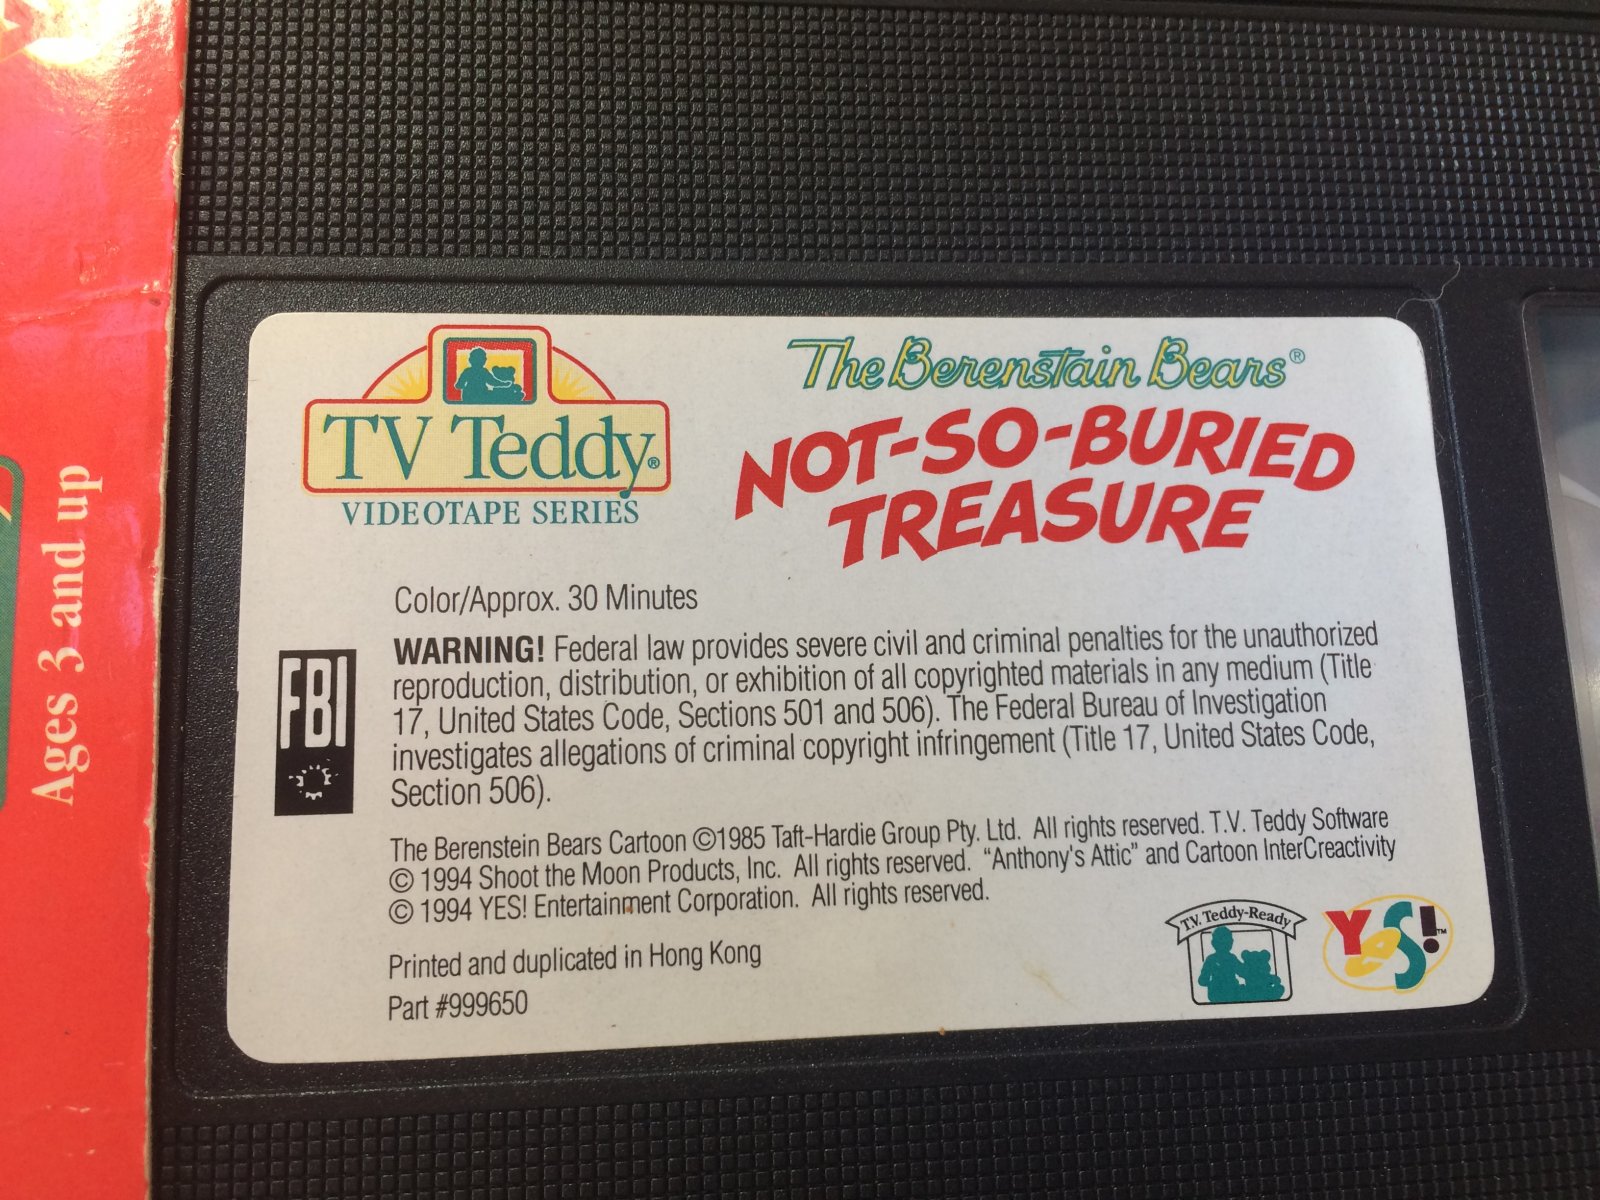 Ages 3 and up
TV Teddy®
VIDEOTAPE SERIES
The Berenstain Bears®
NOT-SO-BURIED
TREASURE
Color/Approx. 30 Minutes
FBI
WARNING! Federal law provides severe civil and criminal penalties for the unauthorized
reproduction, distribution, or exhibition of all copyrighted materials in any medium (Title
17, United States Code, Sections 501 and 506). The Federal Bureau of Investigation
investigates allegations of criminal copyright infringement (Title 17, United States Code,
Section 506).
The Berenstein Bears Cartoon ©1985 Taft-Hardie Group Pty. Ltd. All rights reserved. T.V. Teddy Software
© 1994 Shoot the Moon Products, Inc. All rights reserved. “Anthony's Attic” and Cartoon InterCreactivity
© 1994 YES! Entertainment Corporation. All rights reserved.
Printed and duplicated in Hong Kong
Part #999650
T.V. Teddy-Ready
YeS!™